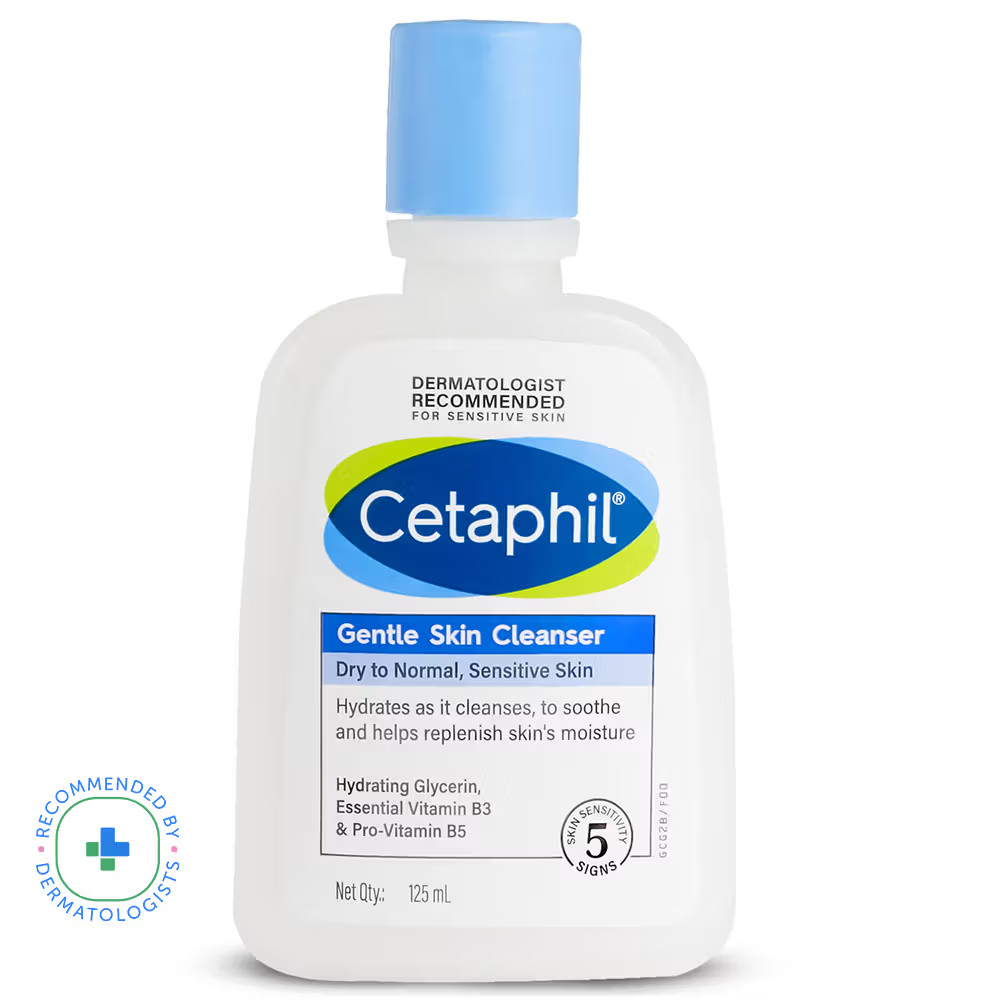 DERMATOLOGIST
RECOMMENDED
FOR SENSITIVE SKIN
Cetaphil®
Gentle Skin Cleanser
Dry to Normal, Sensitive Skin
Hydrates as it cleanses, to soothe
and helps replenish skin's moisture
Hydrating Glycerin,
Essential Vitamin B3
& Pro-Vitamin B5
SKIN SENSITIVITY
5
SIGNS
GCG2B/F00
Net Qty.: 125 mL
RECOMMENDED BY
DERMATOLOGISTS